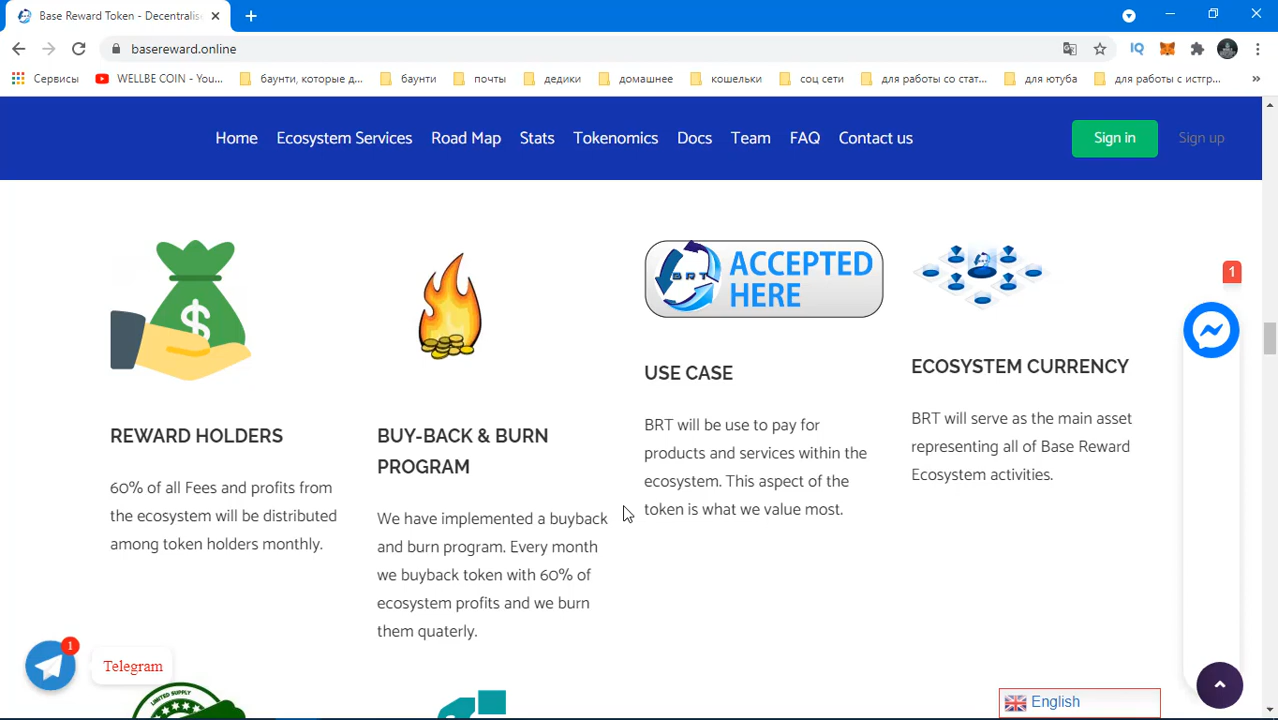 Base Reward Token - Decentralise
basereward.online
Сервисы
WELLBE COIN - You...
баунти, которые д...
баунти
почты
дедики
домашнее
кошельки
соц сети
для работы со стат...
для ютуба
для работы с истгр...
Home
Ecosystem Services
Road Map
Stats
Tokenomics
Docs
Team
FAQ
Contact us
Sign in
Sign up
$
BRT
ACCEPTED
HERE
1
REWARD HOLDERS
60% of all Fees and profits from
the ecosystem will be distributed
among token holders monthly.
BUY-BACK & BURN
PROGRAM
We have implemented a buyback
and burn program. Every month
we buyback token with 60% of
ecosystem profits and we burn
them quaterly.
USE CASE
BRT will be use to pay for
products and services within the
ecosystem. This aspect of the
token is what we value most.
ECOSYSTEM CURRENCY
BRT will serve as the main asset
representing all of Base Reward
Ecosystem activities.
1
Telegram
LIMITED SUPPLY
English